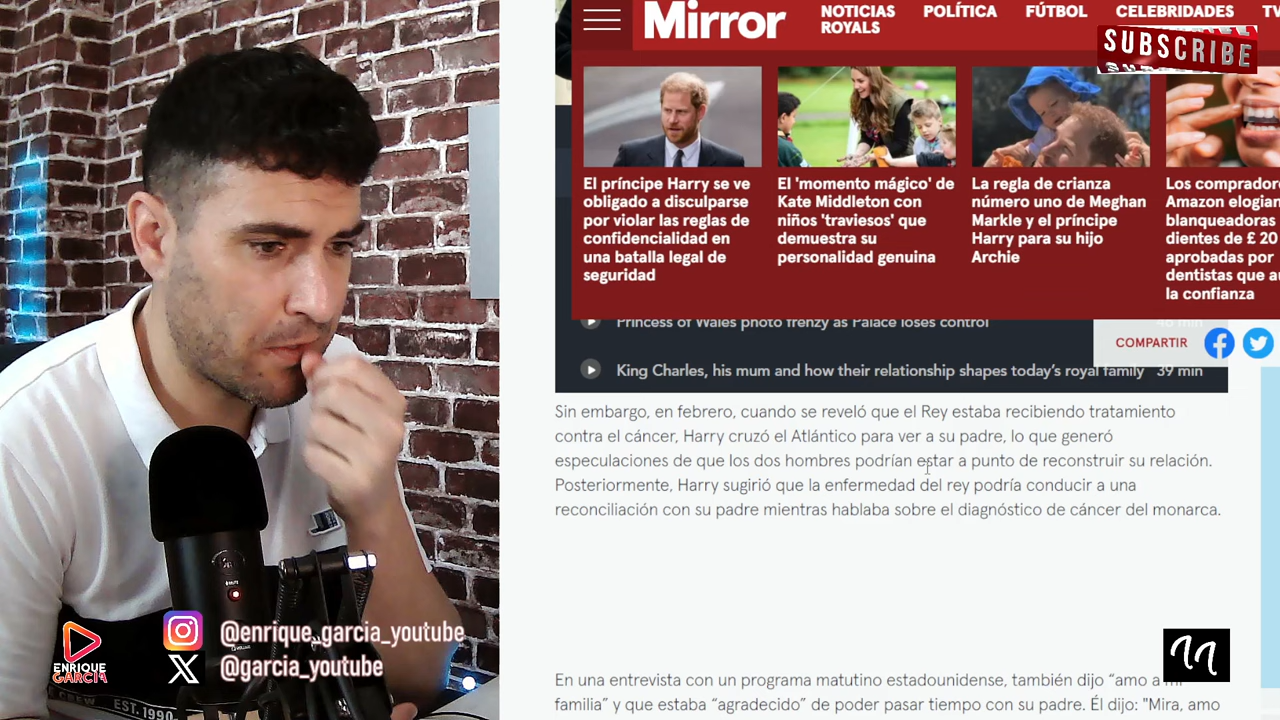 Mirror
NOTICIAS
ROYALS
POLÍTICA
FÚTBOL
CELEBRIDADES
TV
SUBSCRIBE
El príncipe Harry se ve
obligado a disculparse
por violar las reglas de
confidencialidad en
una batalla legal de
seguridad
El 'momento mágico' de
Kate Middleton con
niños 'traviesos' que
demuestra su
personalidad genuina
La regla de crianza
número uno de Meghan
Markle y el príncipe
Harry para su hijo
Archie
Los comprador
Amazon elogian
blanqueadoras
dientes de £ 20
aprobadas por
dentistas que au
la confianza
Princess of Wales photo frenzy as Palace loses control
COMPARTIR
King Charles, his mum and how their relationship shapes today's royal family 39 min
Sin embargo, en febrero, cuando se reveló que el Rey estaba recibiendo tratamiento
contra el cáncer, Harry cruzó el Atlántico para ver a su padre, lo que generó
especulaciones de que los dos hombres podrían estar a punto de reconstruir su relación.
Posteriormente, Harry sugirió que la enfermedad del rey podría conducir a una
reconciliación con su padre mientras hablaba sobre el diagnóstico de cáncer del monarca.
En una entrevista con un programa matutino estadounidense, también dijo “amo a mi
familia” y que estaba “agradecido” de poder pasar tiempo con su padre. Él dijo: "Mira, amo
@enrique_garcia_youtube
@garcia_youtube
ENRIQUE
GARCIA
CREW
EST. 1990